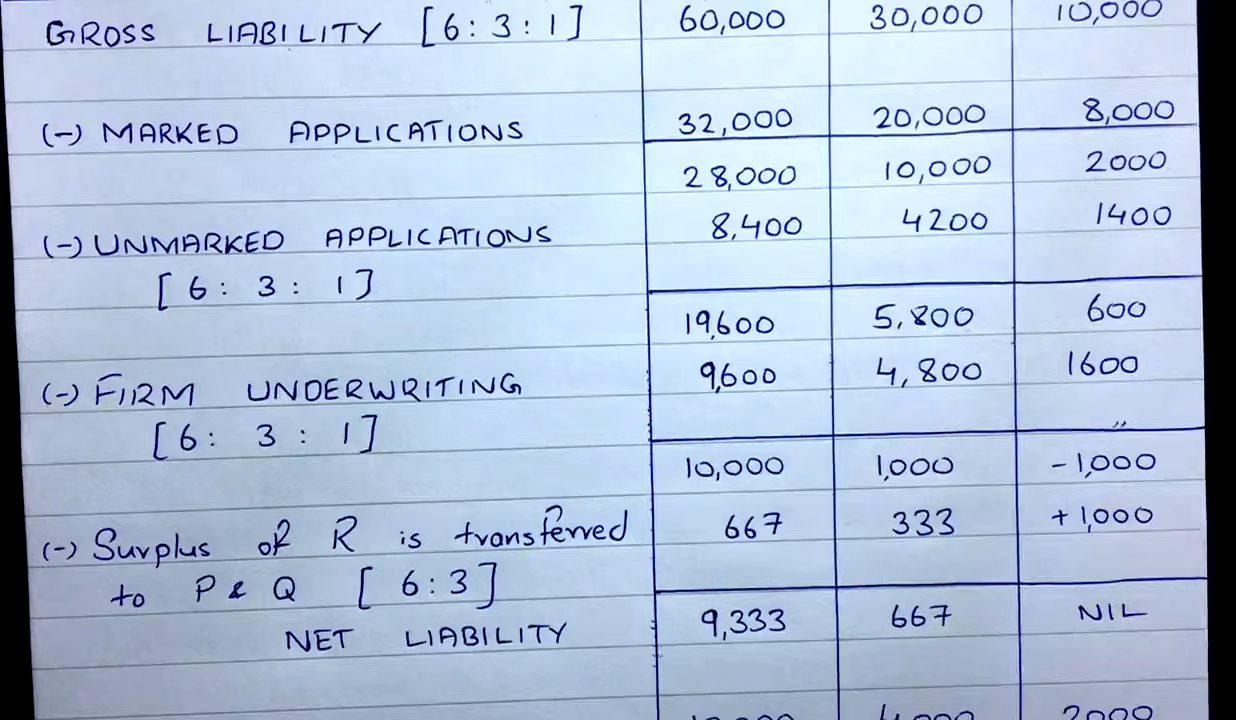 GROSS LIABILITY [6:3:1] 60,000 30,000 10,000
(-) MARKED APPLICATIONS 32,000 20,000 8,000
28,000 10,000 2000
(-) UNMARKED APPLICATIONS 8,400 4200 1400
[6: 3: 1]
19,600 5,800 600
(-) FIRM UNDERWRITING 9,600 4,800 1600
[6: 3 : 1]
10,000 1,000 -1,000
(-) Surplus of R is transferred 667 333 +1,000
to P & Q [6:3]
NET LIABILITY 9,333 667 NIL
4,000 2000